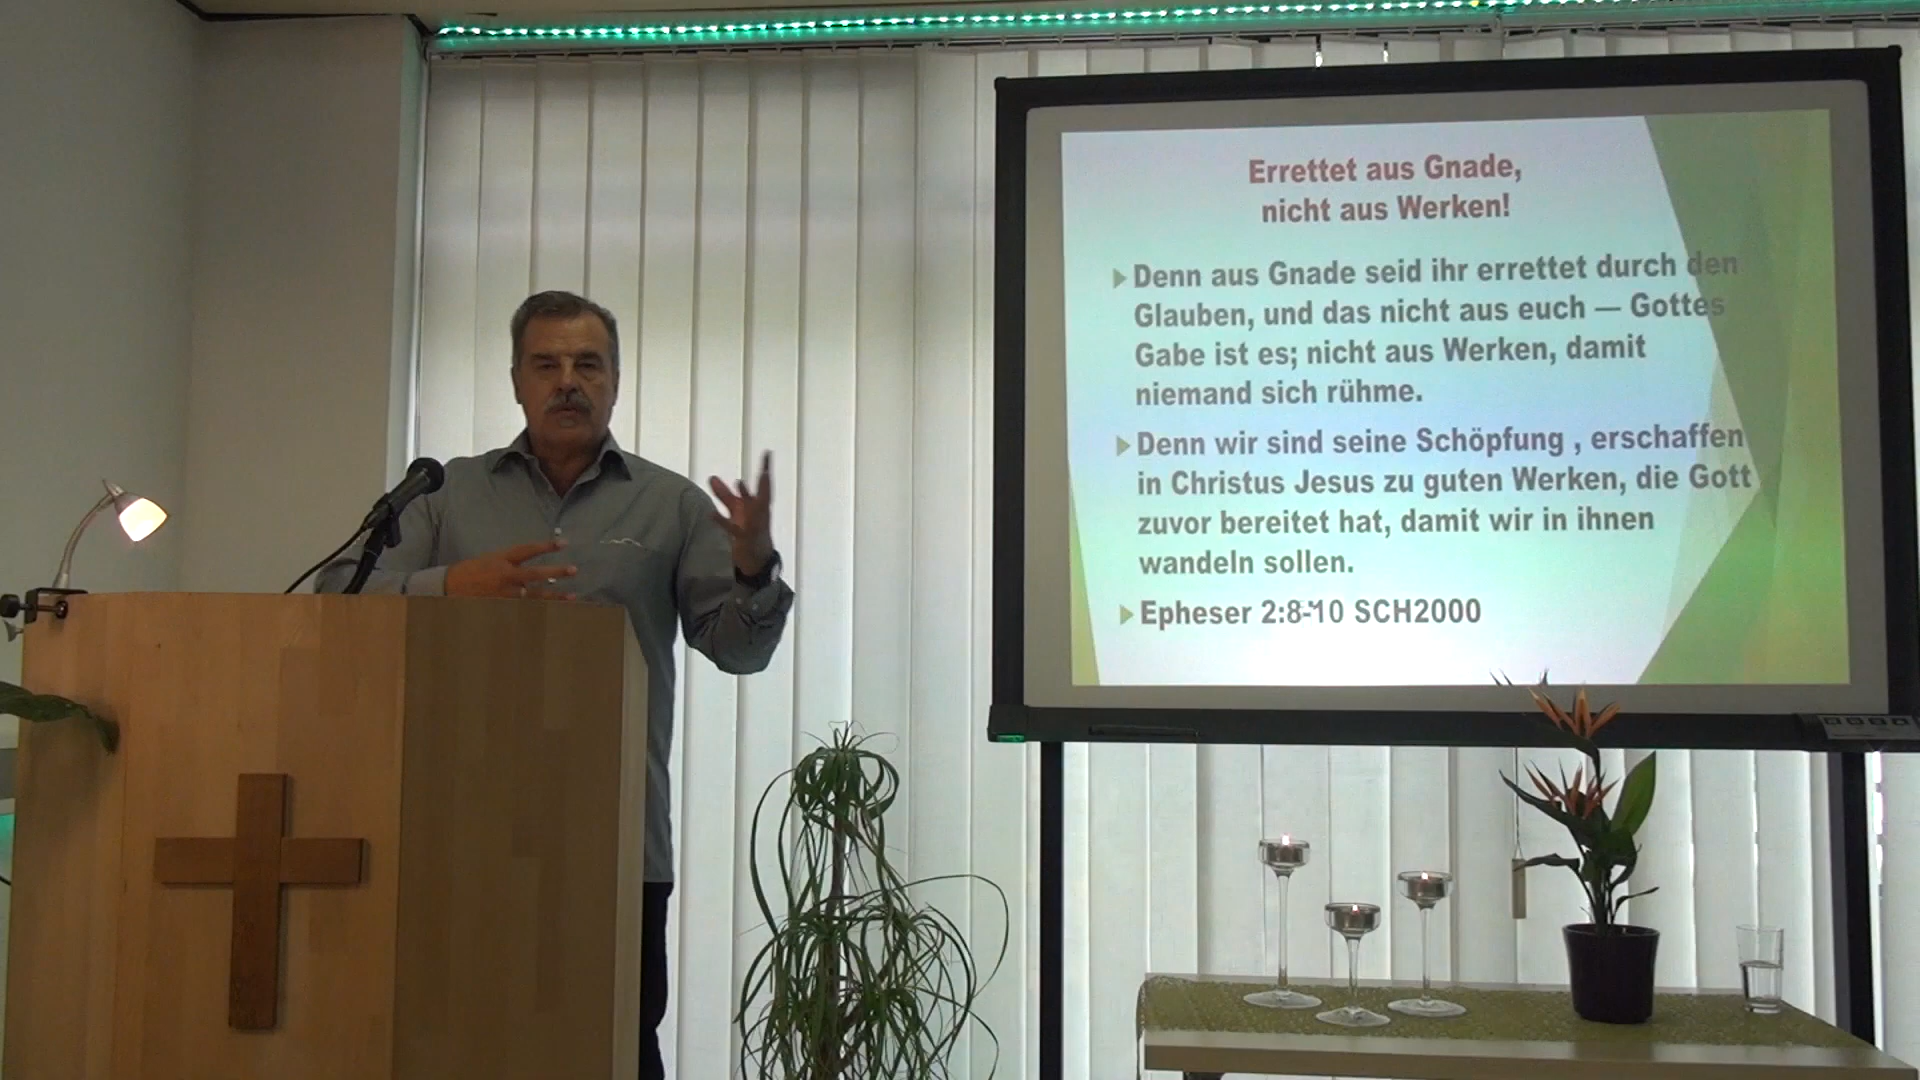 Errettet aus Gnade,
nicht aus Werken!
Denn aus Gnade seid ihr errettet durch den
Glauben, und das nicht aus euch — Gottes
Gabe ist es; nicht aus Werken, damit
niemand sich rühme.
Denn wir sind seine Schöpfung , erschaffen
in Christus Jesus zu guten Werken, die Gott
zuvor bereitet hat, damit wir in ihnen
wandeln sollen.
Epheser 2:8-10 SCH2000